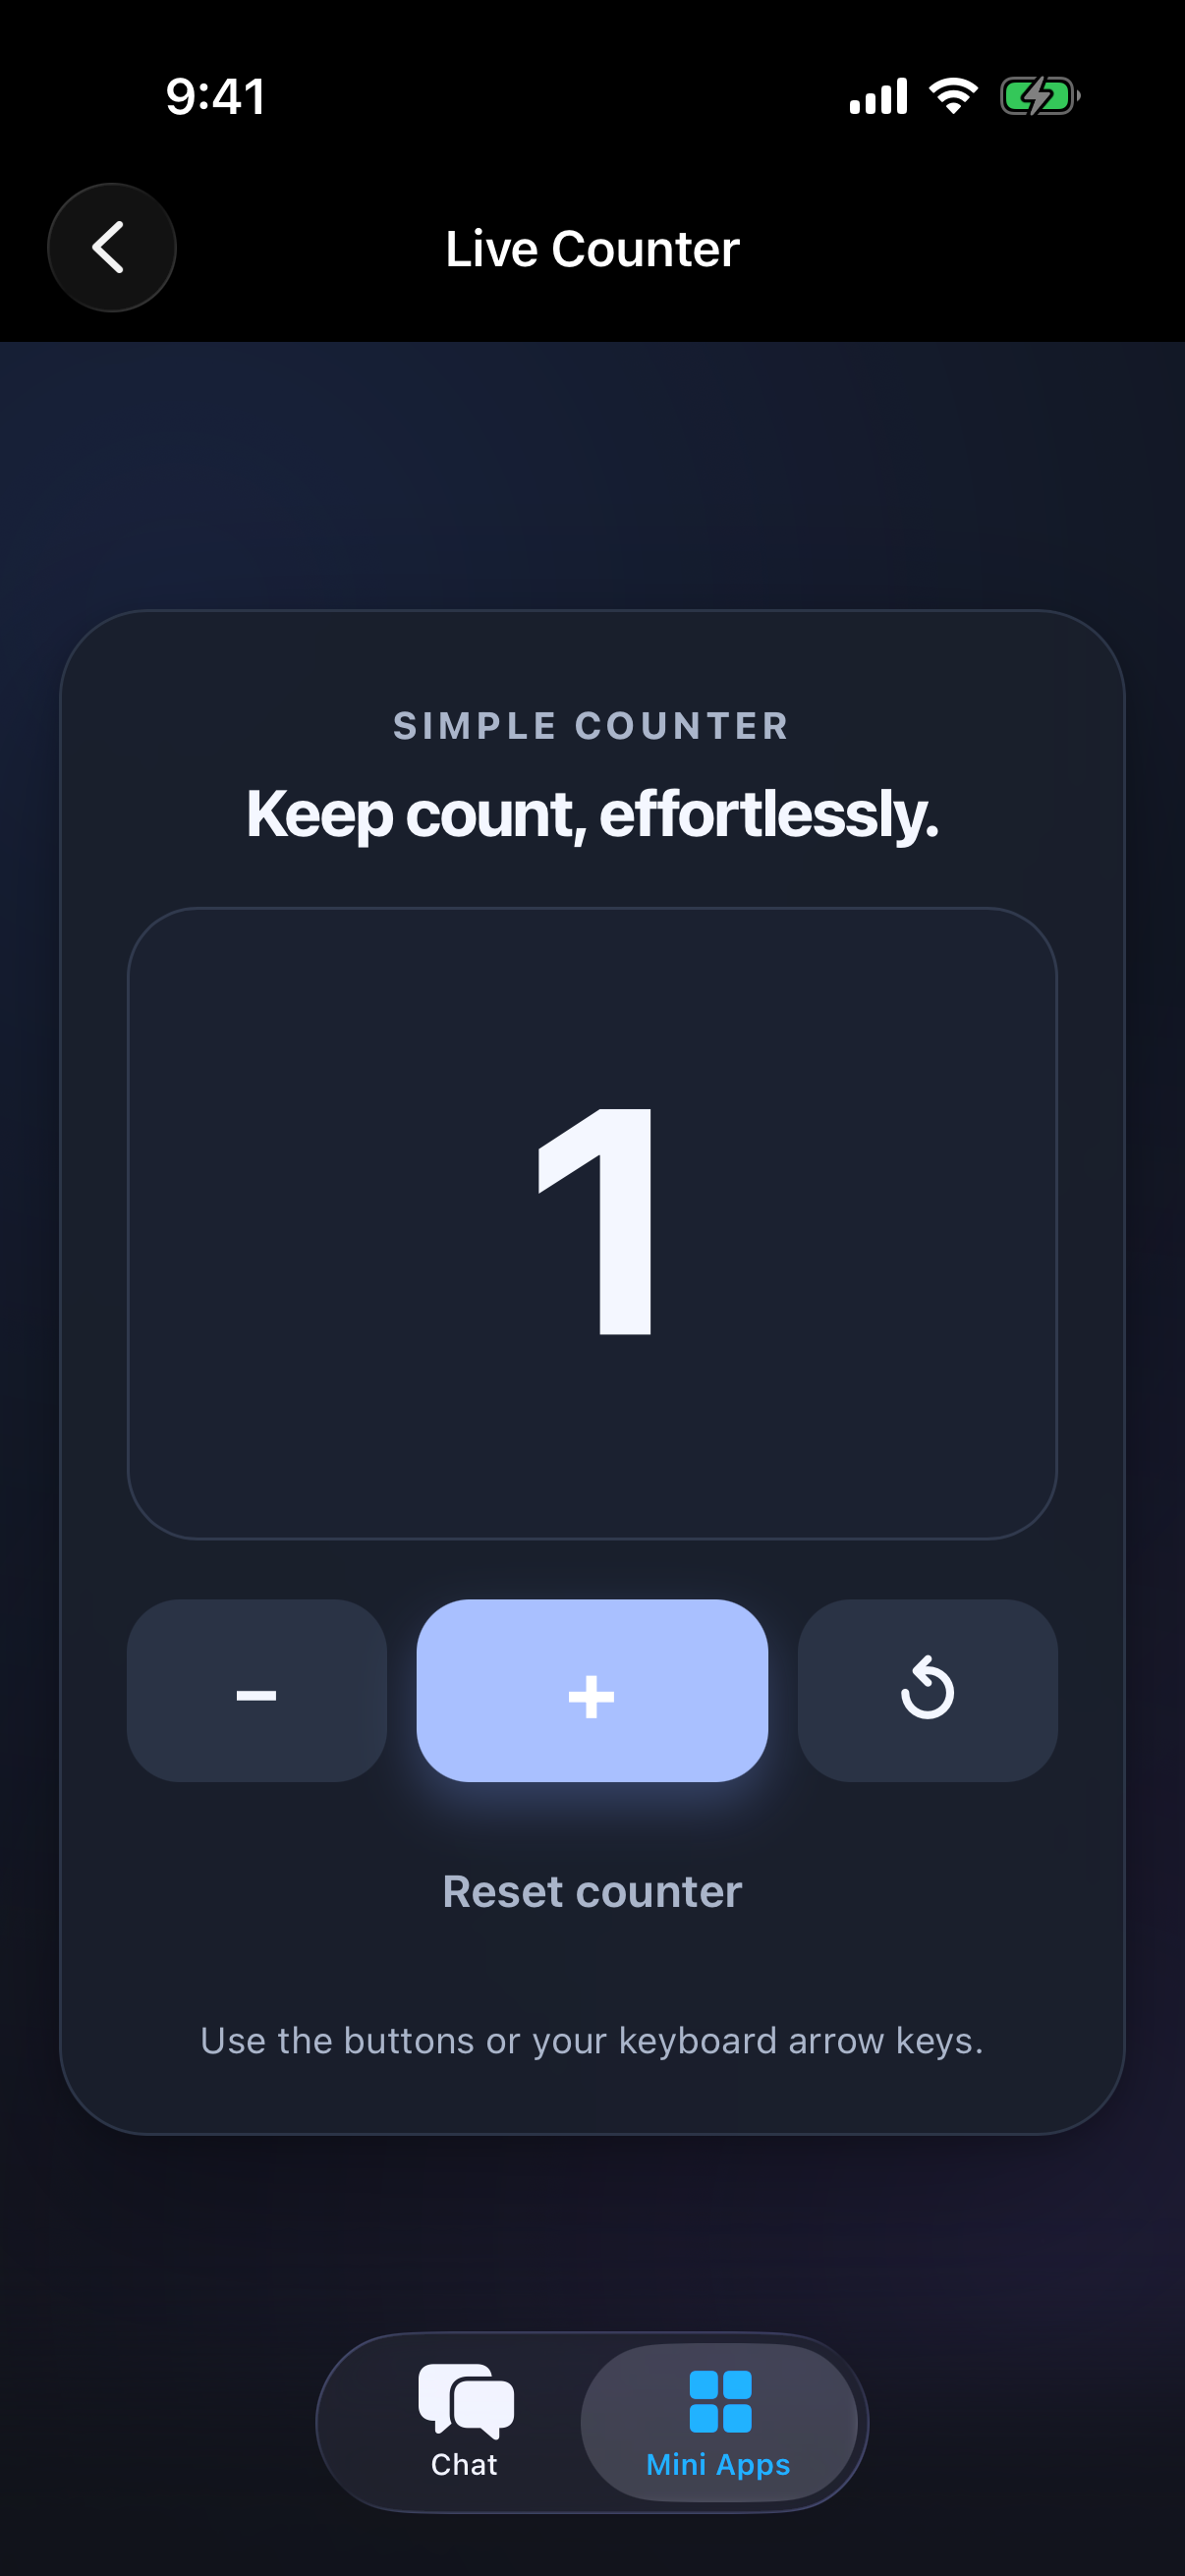 9:41
Live Counter
SIMPLE COUNTER
Keep count, effortlessly.
1
−
+
Reset counter
Use the buttons or your keyboard arrow keys.
Chat
Mini Apps